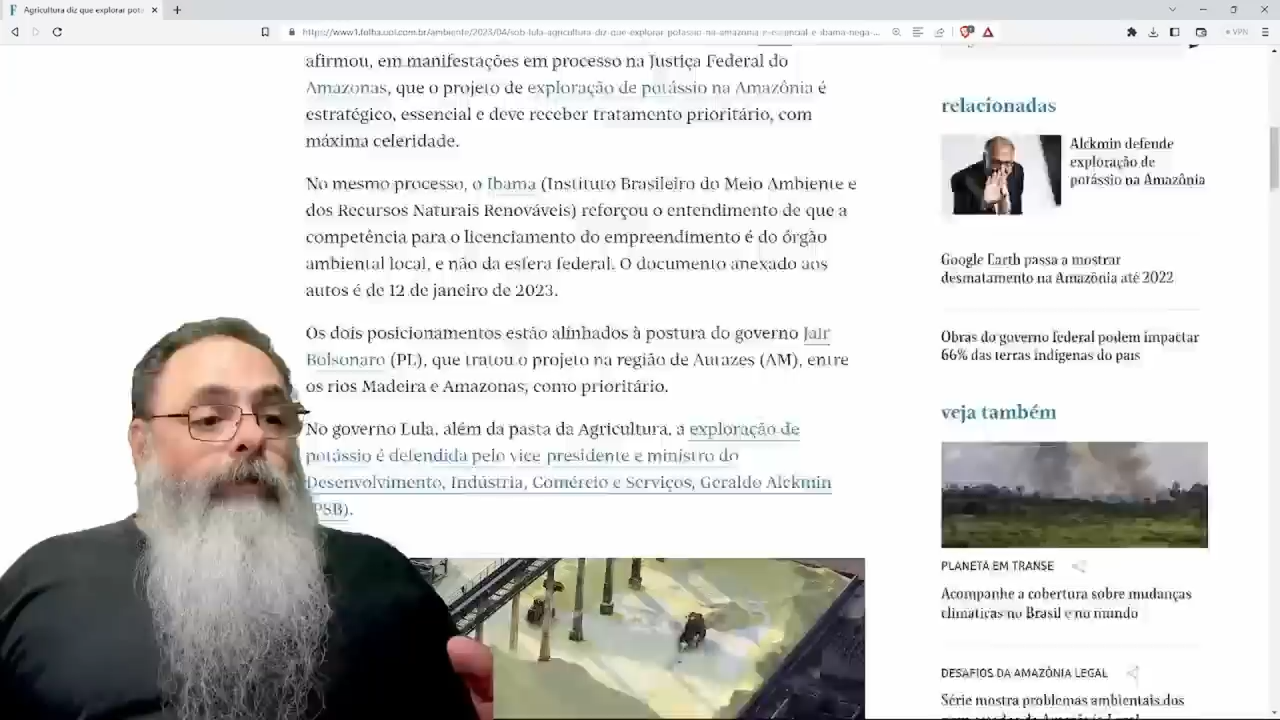 Agricultura diz que explorar pota
https://www1.folha.uol.com.br/ambiente/2023/04/sob-lula-agricultura-diz-que-explorar-potassio-na-amazonia-e-essencial-e-ibama-nega-...
VPN
afirmou, em manifestações em processo na Justiça Federal do
Amazonas, que o projeto de exploração de potássio na Amazônia é
estratégico, essencial e deve receber tratamento prioritário, com
máxima celeridade.
No mesmo processo, o Ibama (Instituto Brasileiro do Meio Ambiente e
dos Recursos Naturais Renováveis) reforçou o entendimento de que a
competência para o licenciamento do empreendimento é do órgão
ambiental local, e não da esfera federal. O documento anexado aos
autos é de 12 de janeiro de 2023.
Os dois posicionamentos estão alinhados à postura do governo Jair
Bolsonaro (PL), que tratou o projeto na região de Autazes (AM), entre
os rios Madeira e Amazonas, como prioritário.
No governo Lula, além da pasta da Agricultura, a exploração de
potássio é defendida pelo vice presidente e ministro do
Desenvolvimento, Indústria, Comércio e Serviços, Geraldo Alckmin
PSB).
relacionadas
Alckmin defende
exploração de
potássio na Amazônia
Google Earth passa a mostrar
desmatamento na Amazônia até 2022
Obras do governo federal podem impactar
66% das terras indígenas do país
veja também
PLANETA EM TRANSE
Acompanhe a cobertura sobre mudanças
climáticas no Brasil e no mundo
DESAFIOS DA AMAZÔNIA LEGAL
Série mostra problemas ambientais dos